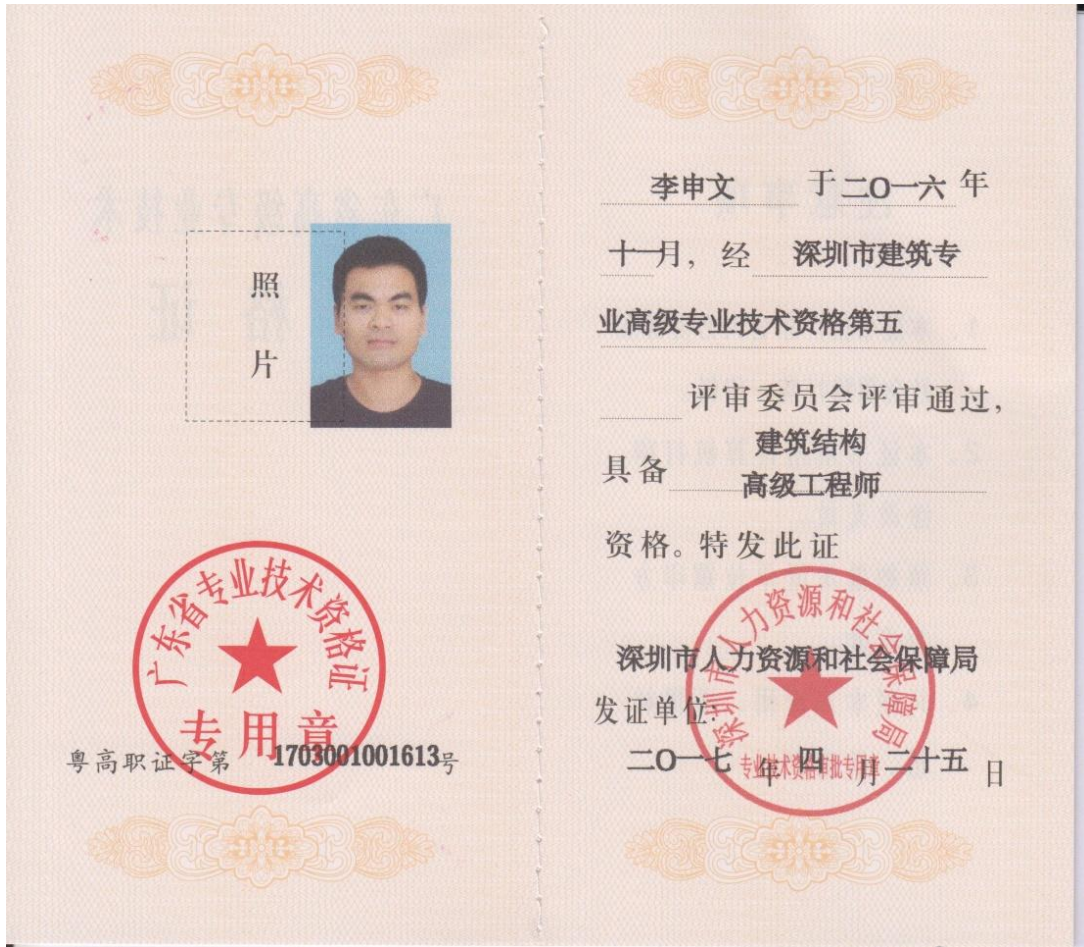 照
片
广东省专业技术资格证
专用章
粤高职证字第 1703001001613号
李申文 于二〇一六年
十一月，经 深圳市建筑专
业高级专业技术资格第五
评审委员会评审通过，
建筑结构
具备
高级工程师
资格。特发此证
深圳市人力资源和社会保障局
深圳市人力资源和社会保障局
发证单位：
二〇一七年四月二十五日
专业技术资格审批专用章